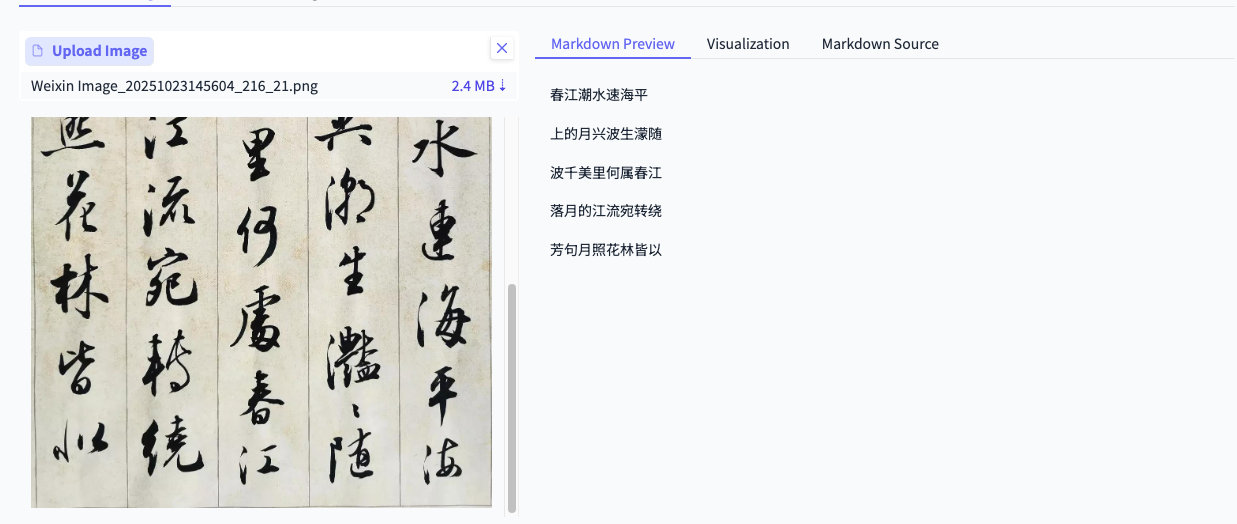 Upload Image
Weixin Image_20251023145604_216_21.png
2.4 MB
水連海平海
共潮生灩〻随
里何處春江
江流宛轉繞
照花林皆似
Markdown Preview
Visualization
Markdown Source
春江潮水速海平
上的月兴波生濛随
波千美里何属春江
落月的江流宛转绕
芳句月照花林皆以